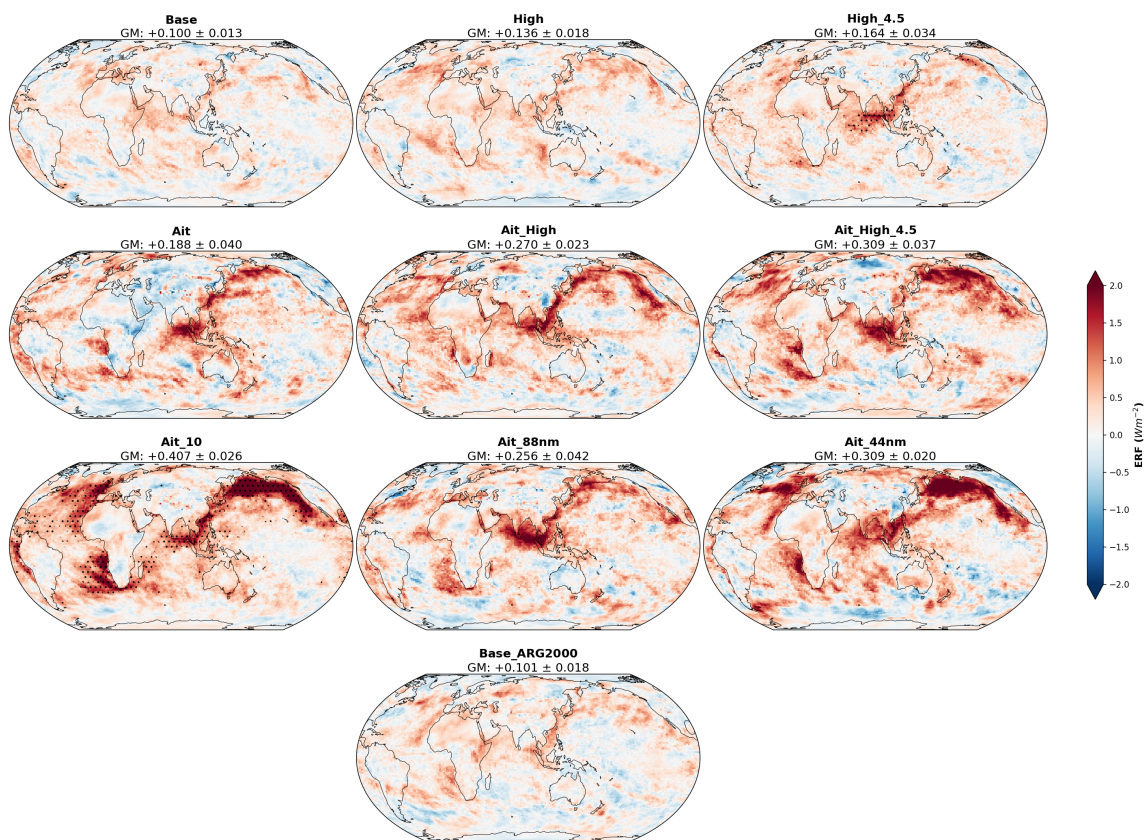 Base
GM: +0.100 ± 0.013
High
GM: +0.136 ± 0.018
High_4.5
GM: +0.164 ± 0.034
Ait
GM: +0.188 ± 0.040
Ait_High
GM: +0.270 ± 0.023
Ait_High_4.5
GM: +0.309 ± 0.037
Ait_10
GM: +0.407 ± 0.026
Ait_88nm
GM: +0.256 ± 0.042
Ait_44nm
GM: +0.309 ± 0.020
Base_ARG2000
GM: +0.101 ± 0.018
2.0
1.5
1.0
0.5
0.0
−0.5
−1.0
−1.5
−2.0
ERF (Wm⁻²)